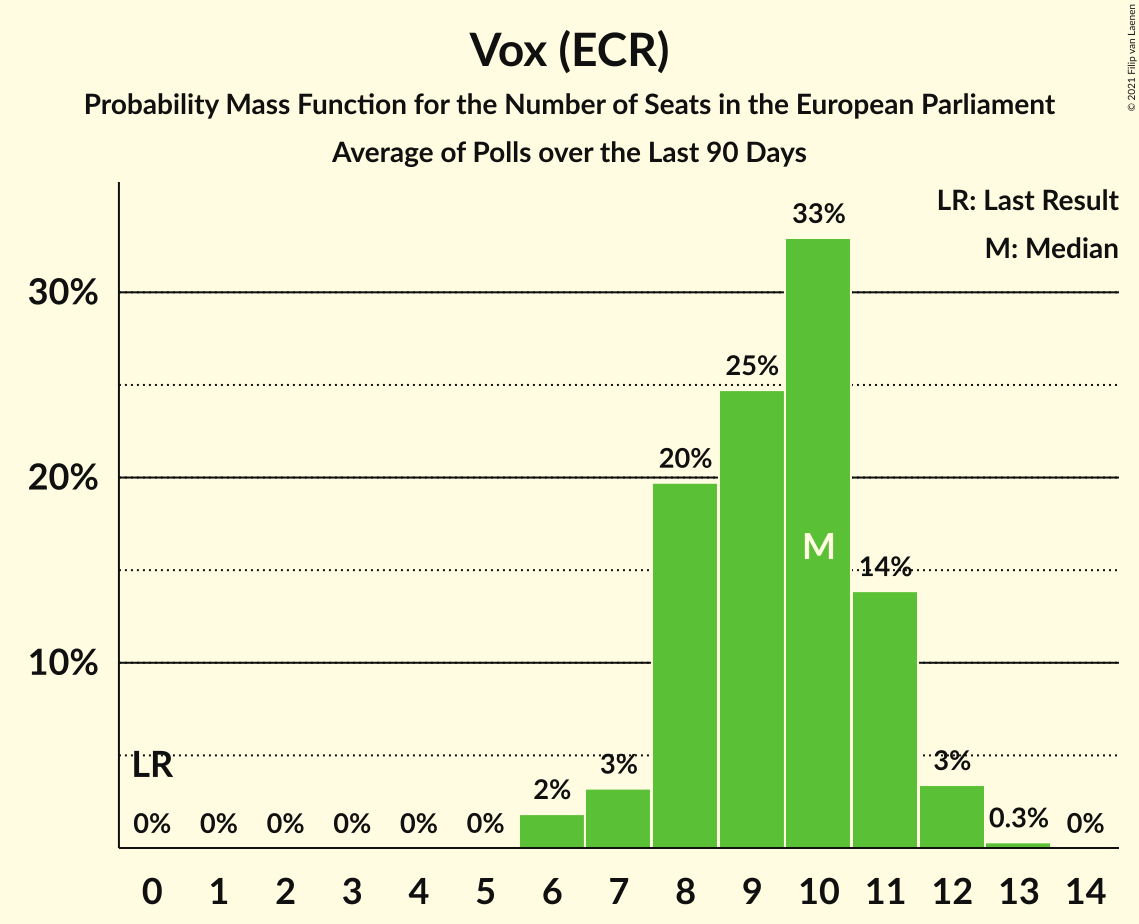 Vox (ECR)
Probability Mass Function for the Number of Seats in the European Parliament
Average of Polls over the Last 90 Days
© 2021 Filip van Laenen
LR: Last Result
M: Median
33%
30%
25%
20%
20%
M
14%
10%
LR
3%
3%
2%
0% 0% 0% 0% 0% 0% 0.3% 0%
0 1 2 3 4 5 6 7 8 9 10 11 12 13 14